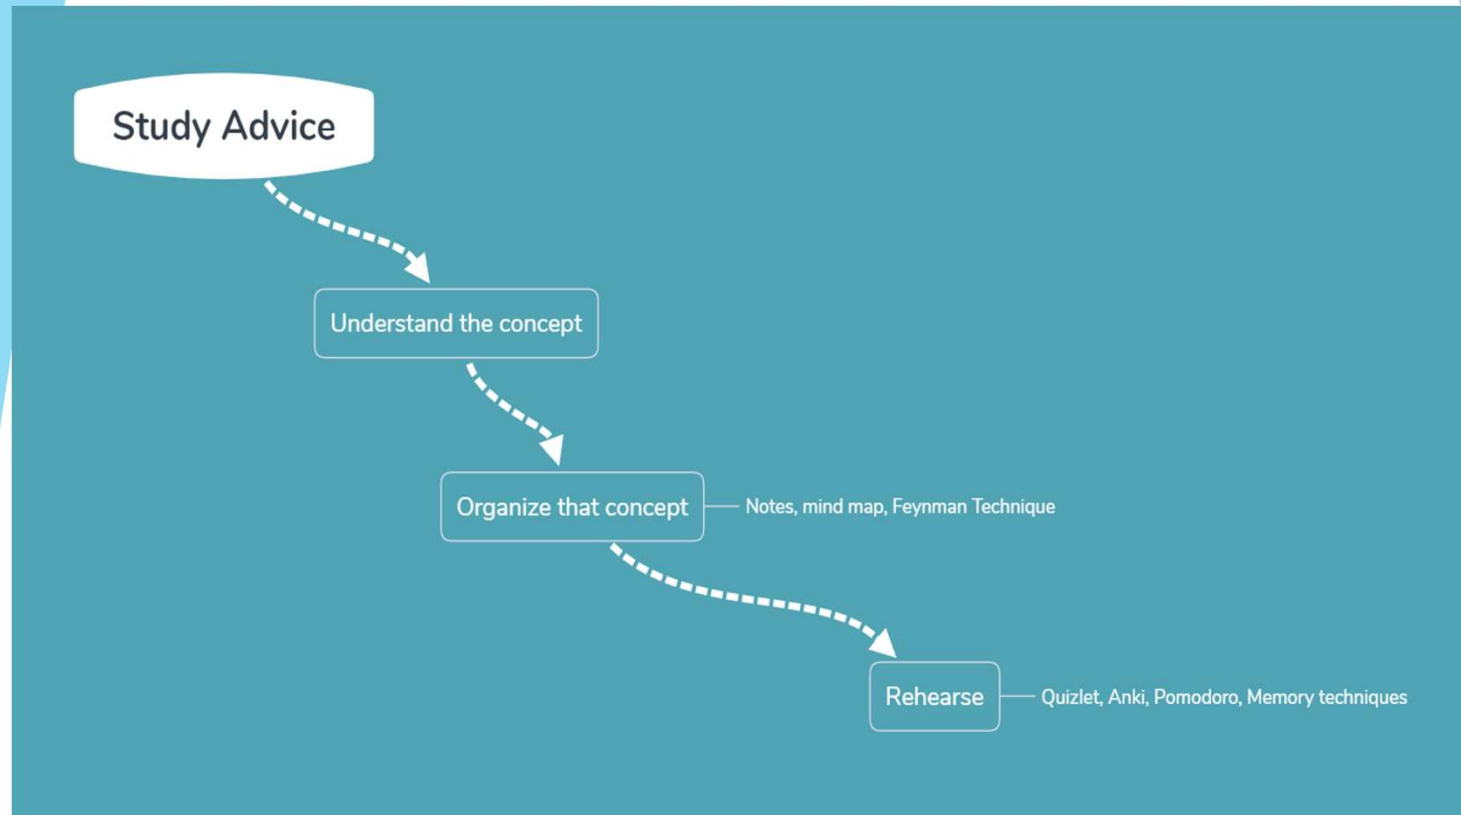 Study Advice
Understand the concept
Organize that concept
Notes, mind map, Feynman Technique
Rehearse
Quizlet, Anki, Pomodoro, Memory techniques